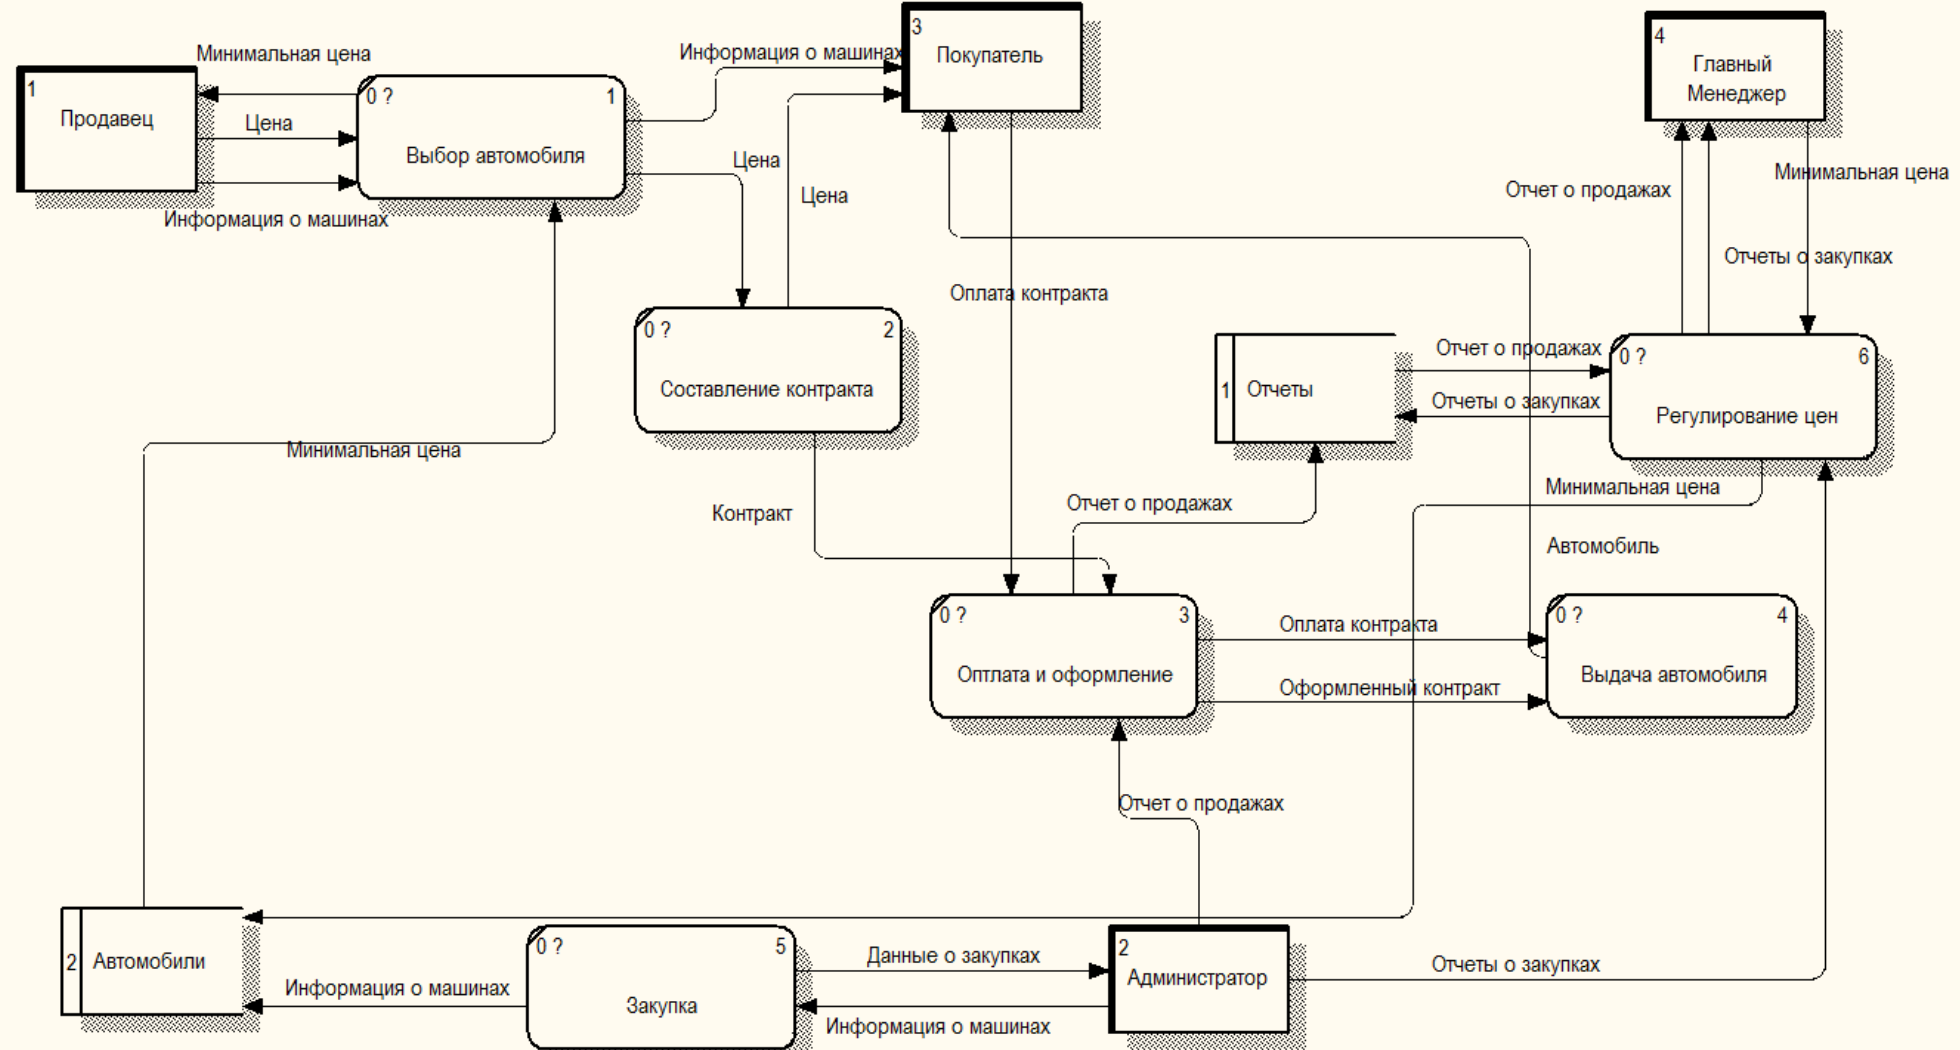 Минимальная цена
1
Продавец
Цена
Информация о машинах
0 ?
1
Выбор автомобиля
Информация о машинах
3
Покупатель
4
Главный
Менеджер
Цена
Цена
Оплата контракта
Отчет о продажах
Минимальная цена
Отчеты о закупках
0 ?
2
Составление контракта
1
Отчеты
Отчет о продажах
Отчеты о закупках
0 ?
6
Регулирование цен
Минимальная цена
Контракт
Отчет о продажах
Минимальная цена
Автомобиль
0 ?
3
Оптлата и оформление
Оплата контракта
Оформленный контракт
0 ?
4
Выдача автомобиля
Отчет о продажах
2
Автомобили
Информация о машинах
0 ?
5
Закупка
Данные о закупках
Информация о машинах
2
Администратор
Отчеты о закупках